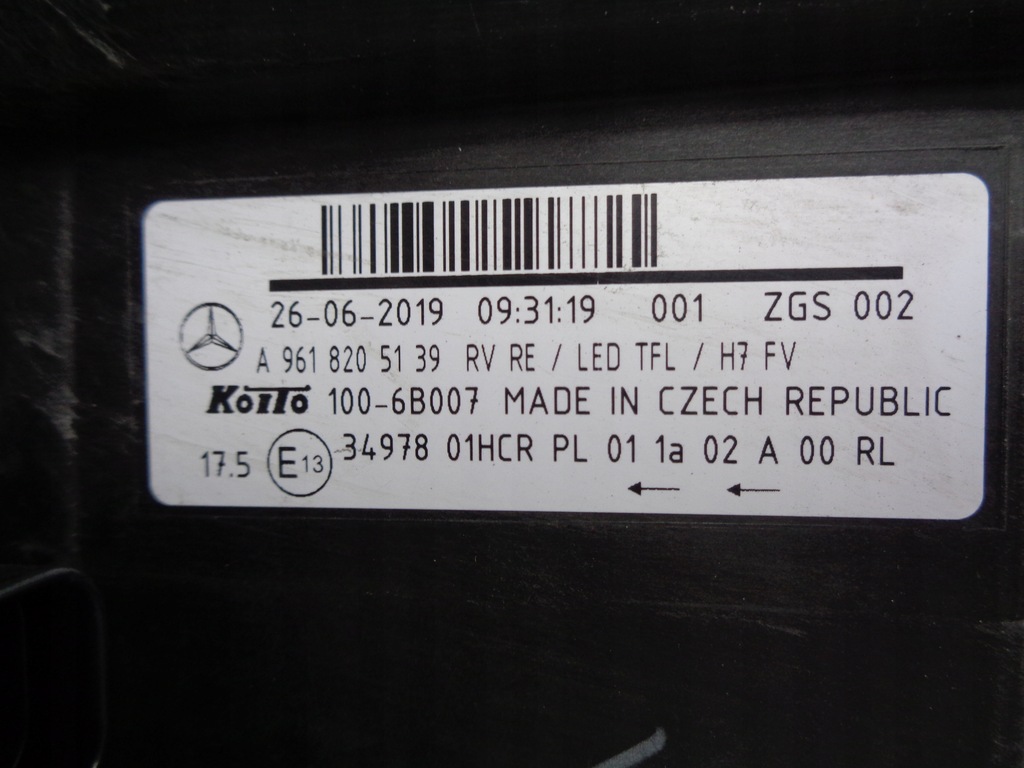 26-06-2019 09:31:19 001 ZGS 002
A 961 820 51 39 RV RE / LED TFL / H7 FV
KOITO 100-6B007 MADE IN CZECH REPUBLIC
17.5 E13 34978 01HCR PL 01 1a 02 A 00 RL
← ←